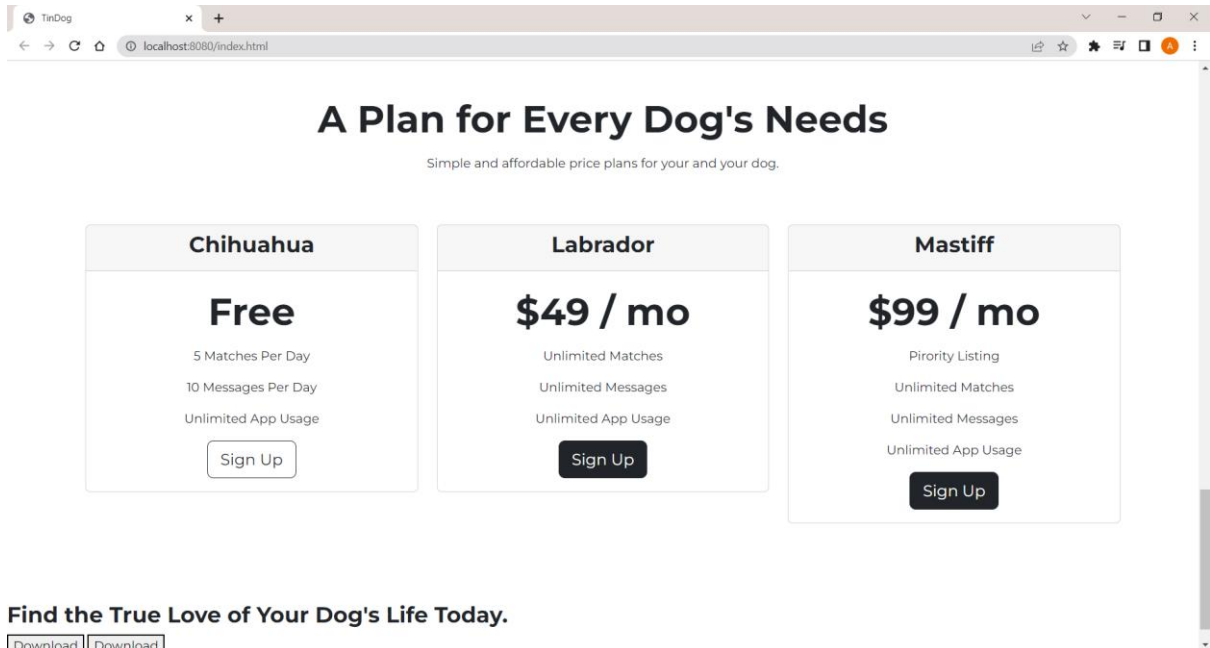 TinDog
localhost:8080/index.html
A
A Plan for Every Dog's Needs
Simple and affordable price plans for your and your dog.
Chihuahua
Free
5 Matches Per Day
10 Messages Per Day
Unlimited App Usage
Sign Up
Labrador
$49 / mo
Unlimited Matches
Unlimited Messages
Unlimited App Usage
Sign Up
Mastiff
$99 / mo
Pirority Listing
Unlimited Matches
Unlimited Messages
Unlimited App Usage
Sign Up
Find the True Love of Your Dog's Life Today.
Download Download